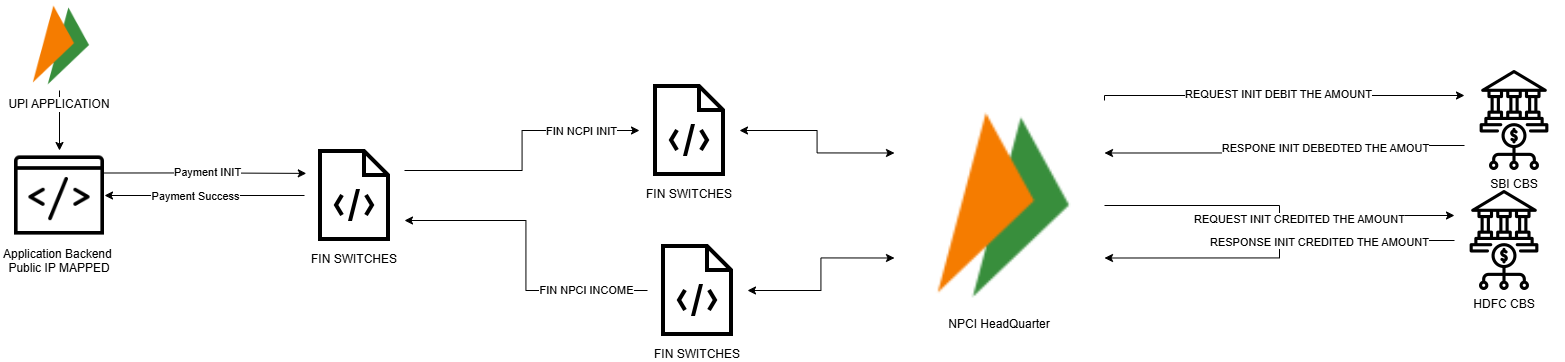 UPI APPLICATION
Application Backend
Public IP MAPPED
Payment INIT
Payment Success
FIN SWITCHES
FIN NCPI INIT
FIN SWITCHES
FIN NPCI INCOME
FIN SWITCHES
NPCI HeadQuarter
REQUEST INIT DEBIT THE AMOUNT
RESPONE INIT DEBEDTED THE AMOUT
SBI CBS
REQUEST INIT CREDITED THE AMOUNT
RESPONSE INIT CREDITED THE AMOUNT
HDFC CBS